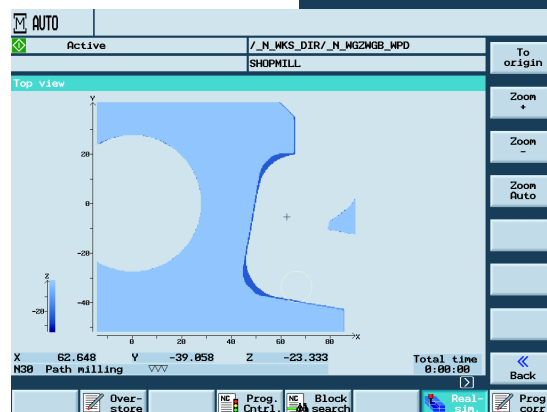 M AUTO
Active /_N_WKS_DIR/_N_WGZWGB_WPD
SHOPMILL
To
origin
Top view
Zoom
+
Zoom
-
Zoom
Auto
Y
20
0
-20
-40
Z
-20
0 20 40 60 80 X
X 62.648 Y -39.058 Z -23.333 Total time
N30 Path milling ▽▽▽ 0:00:00
«
Back
Over-
store
NC Prog.
Cntrl.
NC Block
search
Real-
sim.
Prog
corr